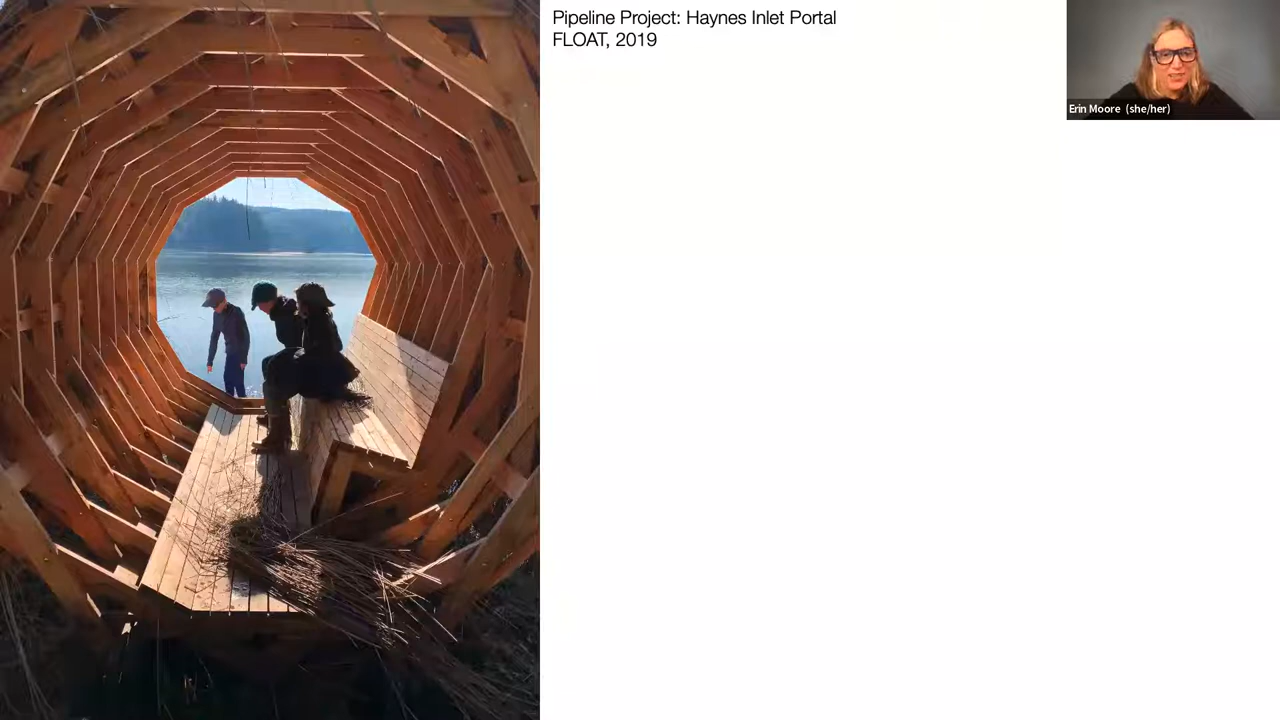 Pipeline Project: Haynes Inlet Portal
FLOAT, 2019
Erin Moore (she/her)